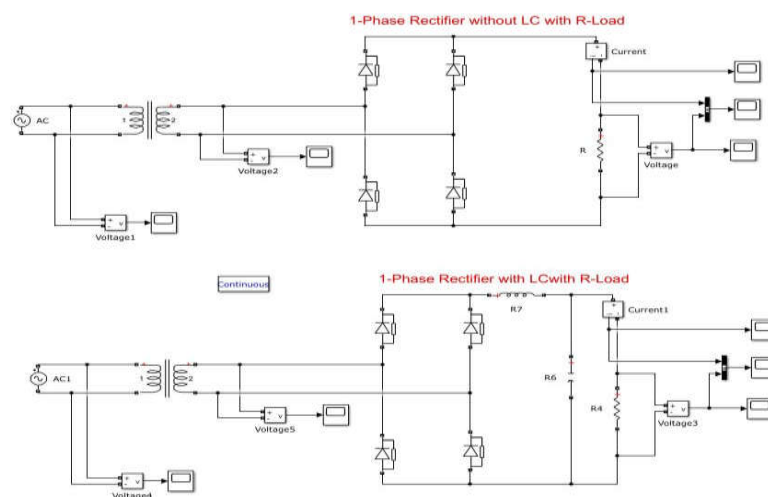 1-Phase Rectifier without LC with R-Load
Current
AC
1
2
R
Voltage
Voltage2
Voltage1
Continuous
1-Phase Rectifier with LCwith R-Load
R7
Current1
AC1
1
2
R6
R4
Voltage3
Voltage5
Voltage4